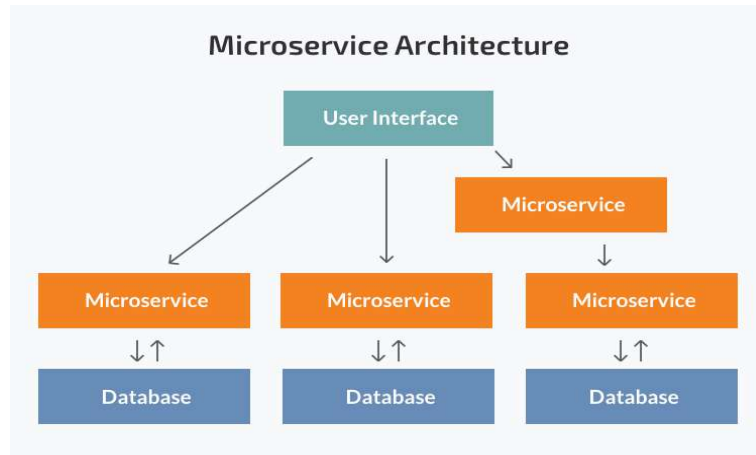 Microservice Architecture
User Interface
Microservice
Microservice
Microservice
Microservice
Database
Database
Database